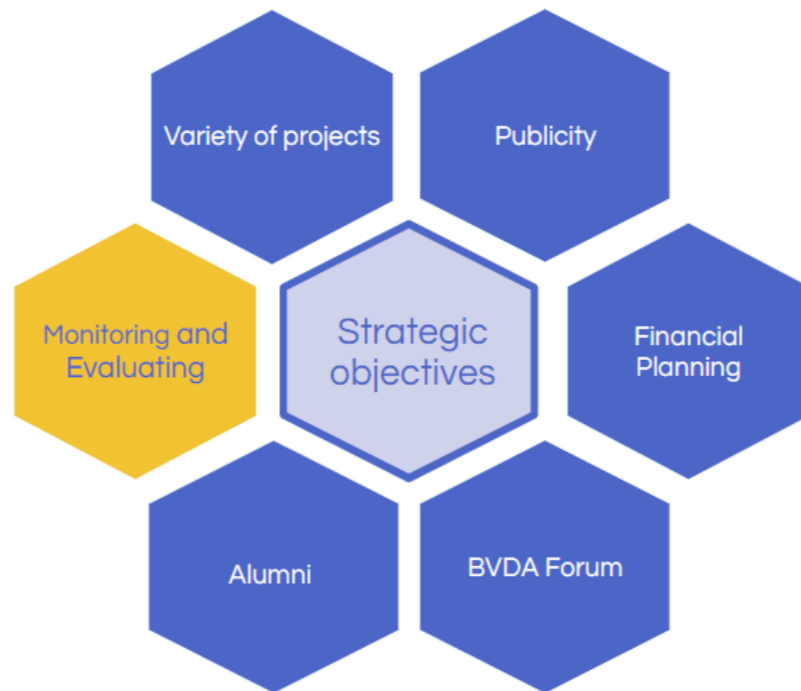 Variety of projects
Publicity
Monitoring and
Evaluating
Strategic
objectives
Financial
Planning
Alumni
BVDA Forum